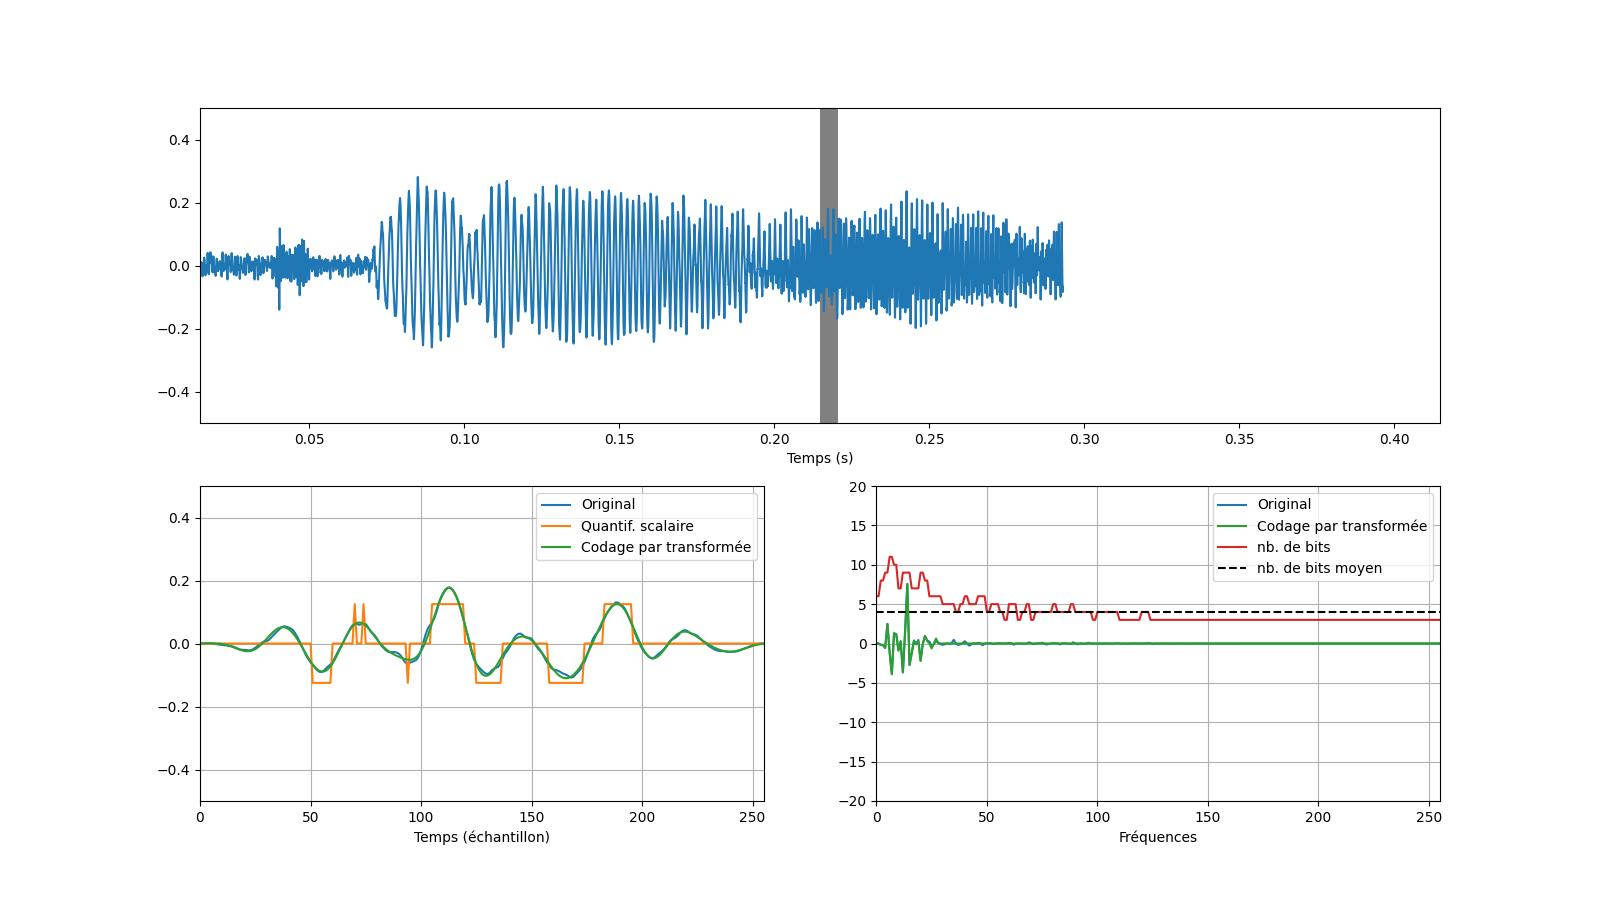 0.4
0.2
0.0
−0.2
−0.4
0.05 0.10 0.15 0.20 0.25 0.30 0.35 0.40
Temps (s)
0.4
0.2
0.0
−0.2
−0.4
0 50 100 150 200 250
Temps (échantillon)
Original
Quantif. scalaire
Codage par transformée
20
15
10
5
0
−5
−10
−15
−20
0 50 100 150 200 250
Fréquences
Original
Codage par transformée
nb. de bits
nb. de bits moyen